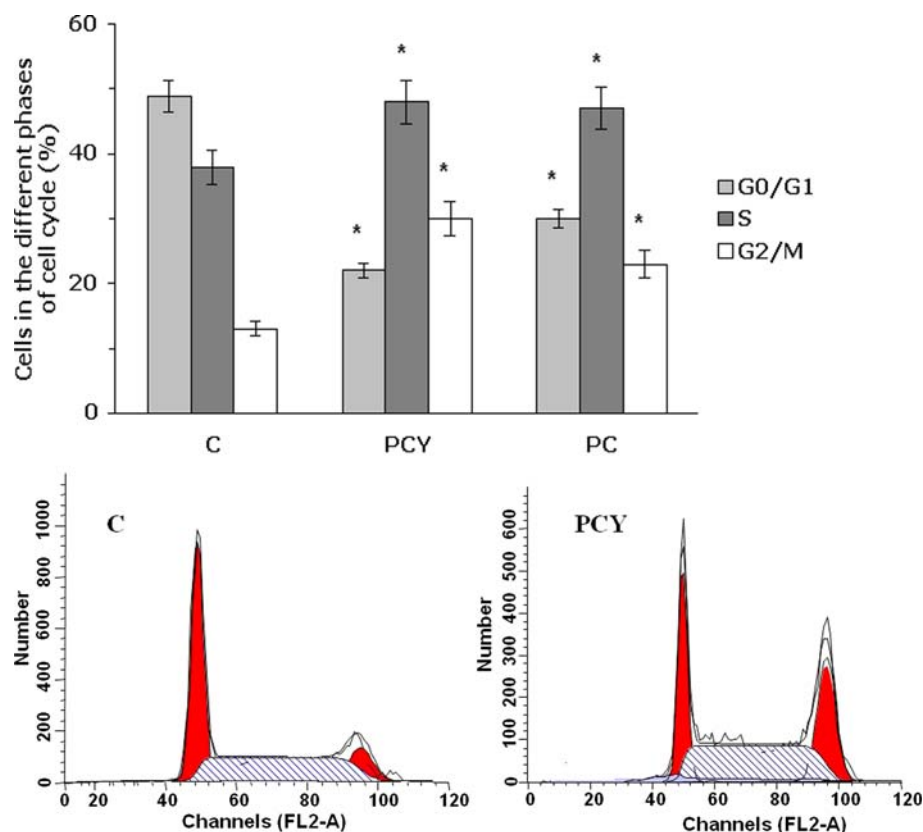 60
40
20
0
Cells in the different phases
of cell cycle (%)
*
*
*
*
*
*
C
PCY
PC
G0/G1
S
G2/M
C
Number
1000
800
600
400
200
0
0 20 40 60 80 100 120
Channels (FL2-A)
PCY
Number
600
500
400
300
200
100
0
0 20 40 60 80 100 120
Channels (FL2-A)